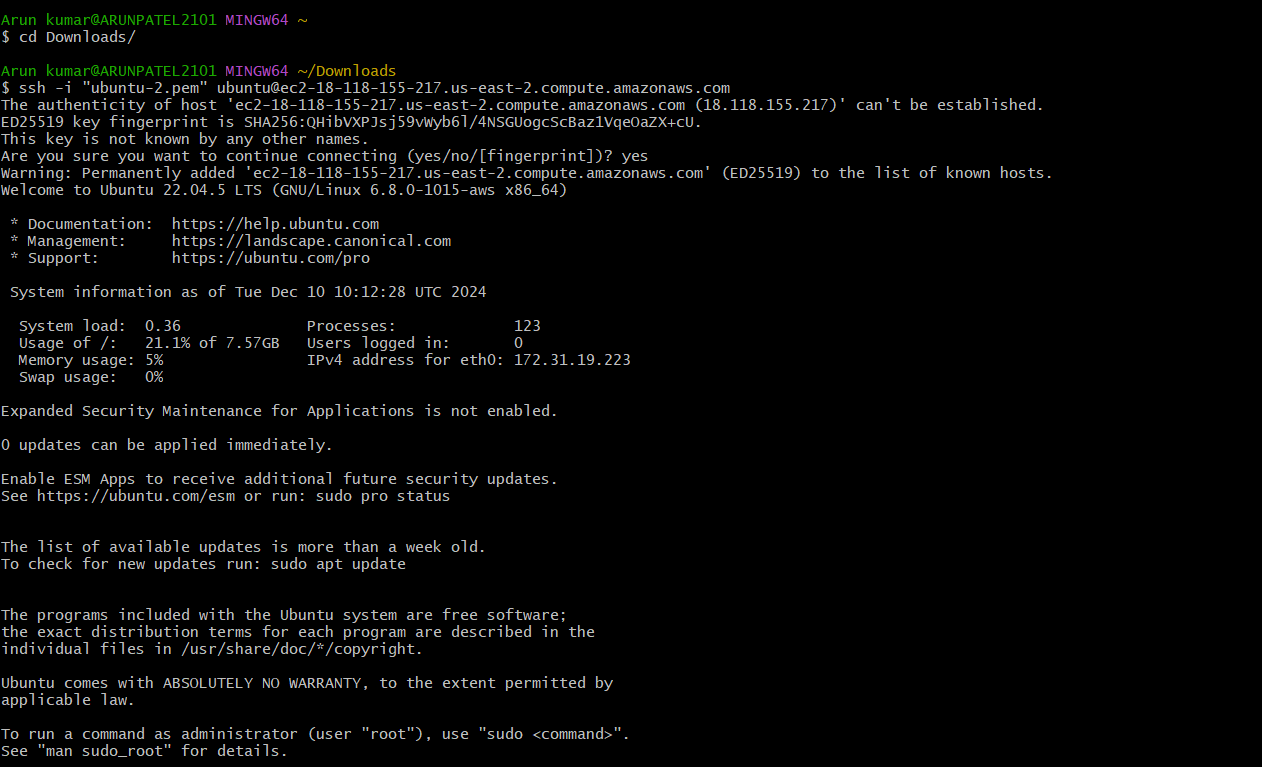 Arun kumar@ARUNPATEL2101 MINGW64 ~
$ cd Downloads/
Arun kumar@ARUNPATEL2101 MINGW64 ~/Downloads
$ ssh -i "ubuntu-2.pem" ubuntu@ec2-18-118-155-217.us-east-2.compute.amazonaws.com
The authenticity of host 'ec2-18-118-155-217.us-east-2.compute.amazonaws.com (18.118.155.217)' can't be established.
ED25519 key fingerprint is SHA256:QHibVXPJsj59vWyb6l/4NSGUogcScBaz1VqeOaZX+cU.
This key is not known by any other names.
Are you sure you want to continue connecting (yes/no/[fingerprint])? yes
Warning: Permanently added 'ec2-18-118-155-217.us-east-2.compute.amazonaws.com' (ED25519) to the list of known hosts.
Welcome to Ubuntu 22.04.5 LTS (GNU/Linux 6.8.0-1015-aws x86_64)
* Documentation:  https://help.ubuntu.com
* Management:     https://landscape.canonical.com
* Support:        https://ubuntu.com/pro
System information as of Tue Dec 10 10:12:28 UTC 2024
System load:  0.36              Processes:             123
Usage of /:   21.1% of 7.57GB   Users logged in:       0
Memory usage: 5%                IPv4 address for eth0: 172.31.19.223
Swap usage:   0%
Expanded Security Maintenance for Applications is not enabled.
0 updates can be applied immediately.
Enable ESM Apps to receive additional future security updates.
See https://ubuntu.com/esm or run: sudo pro status
The list of available updates is more than a week old.
To check for new updates run: sudo apt update
The programs included with the Ubuntu system are free software;
the exact distribution terms for each program are described in the
individual files in /usr/share/doc/*/copyright.
Ubuntu comes with ABSOLUTELY NO WARRANTY, to the extent permitted by
applicable law.
To run a command as administrator (user "root"), use "sudo <command>".
See "man sudo_root" for details.